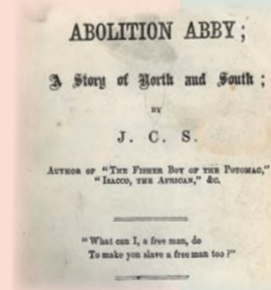 ABOLITION ABBY;
A Story of North and South;
BY
J. C. S.
AUTHOR OF "THE FISHER BOY OF THE POTOMAC,"
"ISACCO, THE AFRICAN," &C.
"What can I, a free man, do
To make you slave a free man too?"